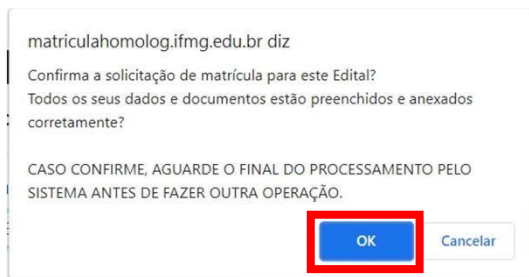 matriculahomolog.ifmg.edu.br diz
Confirma a solicitação de matrícula para este Edital?
Todos os seus dados e documentos estão preenchidos e anexados
corretamente?
CASO CONFIRME, AGUARDE O FINAL DO PROCESSAMENTO PELO
SISTEMA ANTES DE FAZER OUTRA OPERAÇÃO.
OK Cancelar